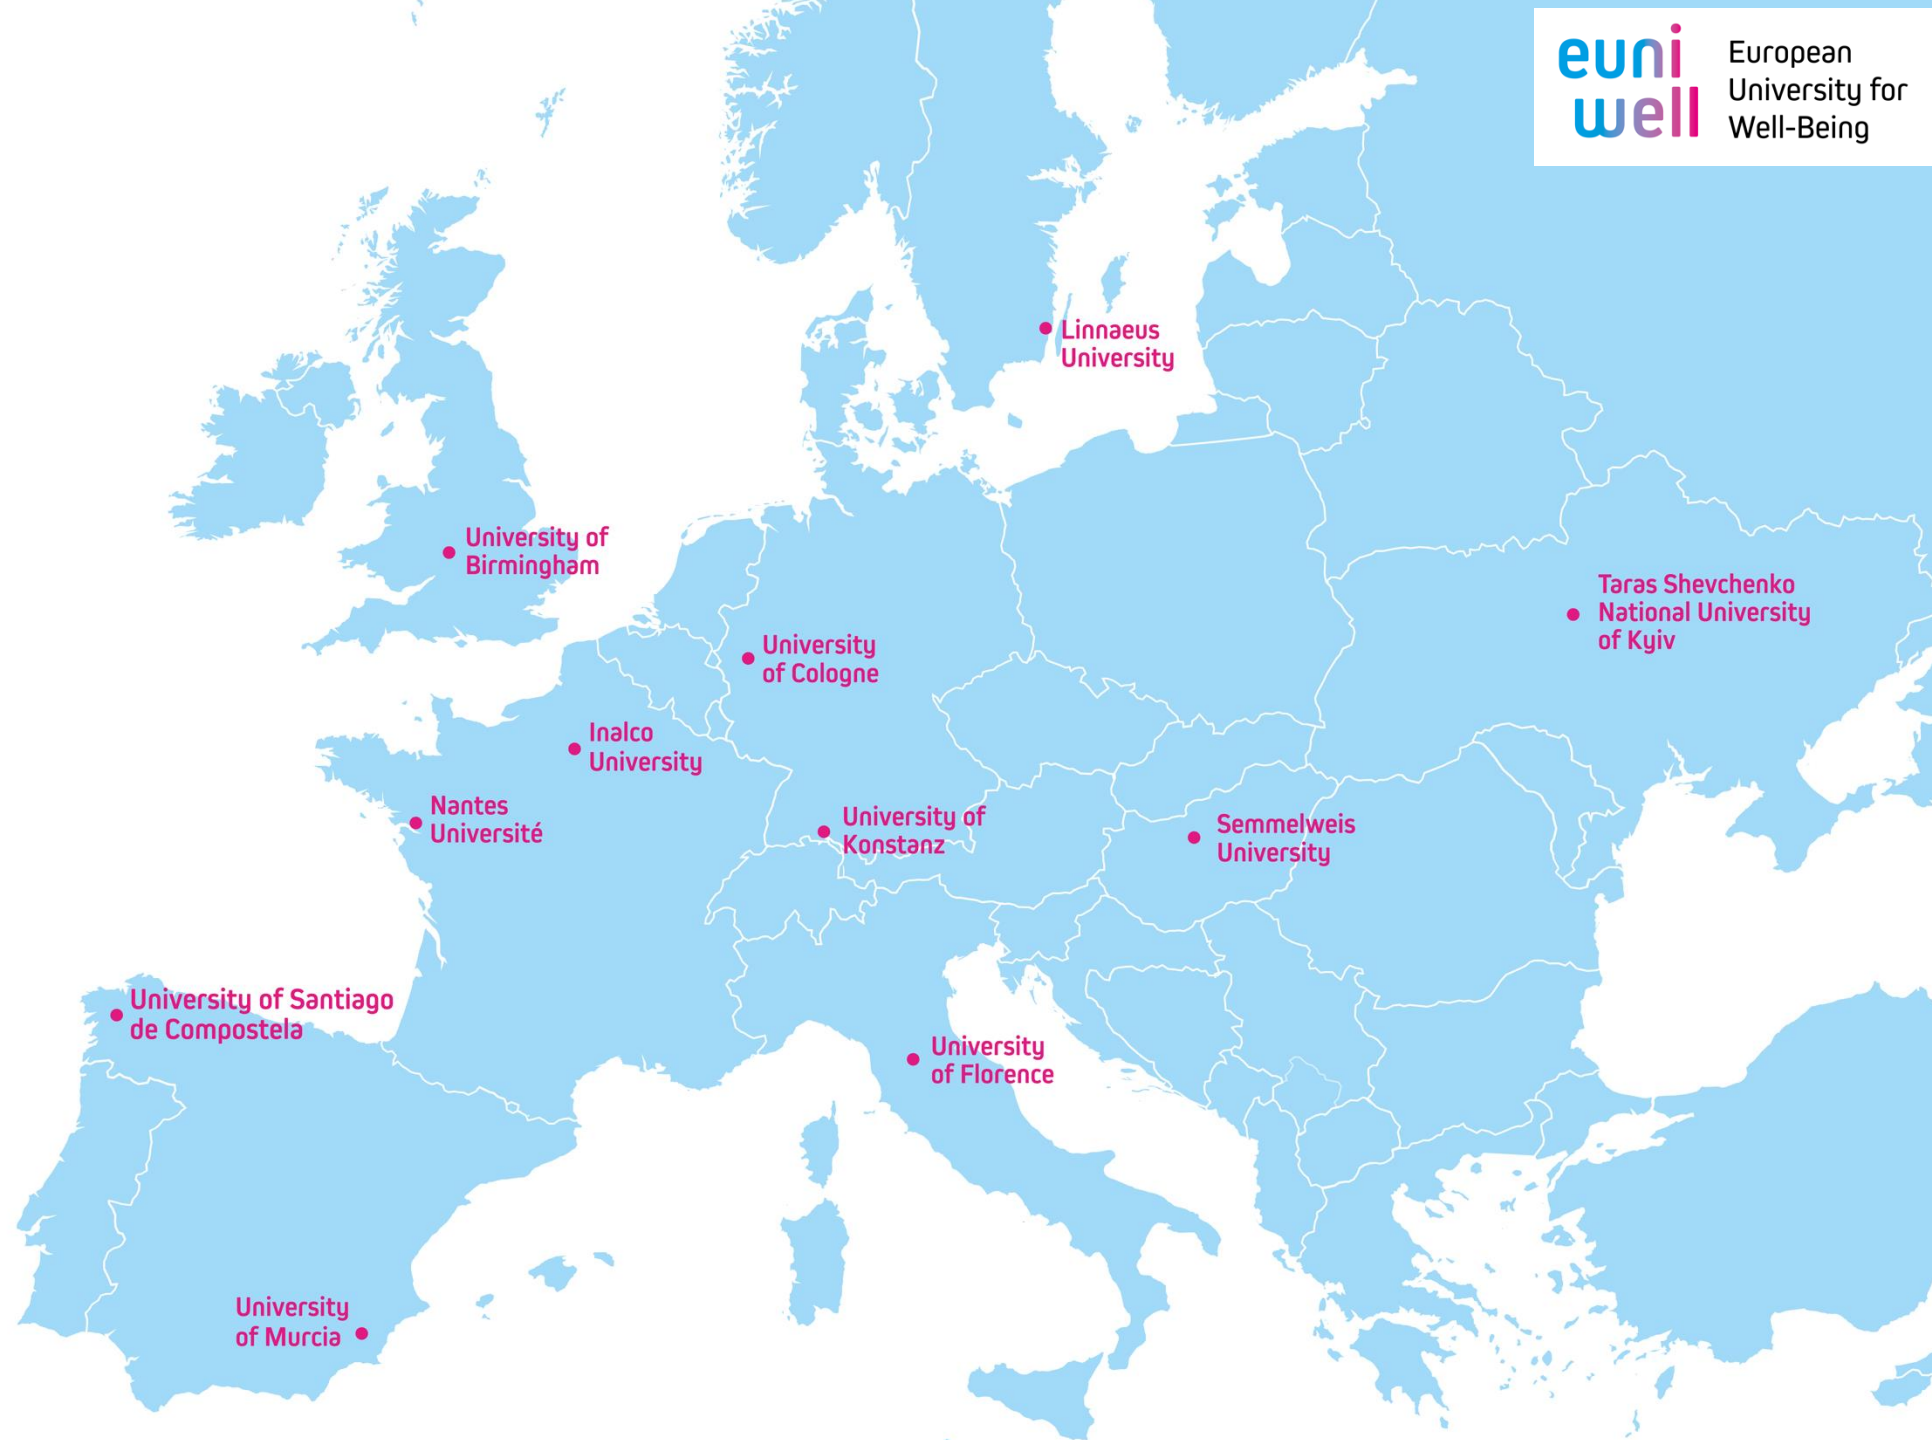 euni
well
European
University for
Well-Being
Linnaeus
University
University of
Birmingham
Taras Shevchenko
National University
of Kyiv
University
of Cologne
Inalco
University
Nantes
Université
University of
Konstanz
Semmelweis
University
University of Santiago
de Compostela
University
of Florence
University
of Murcia